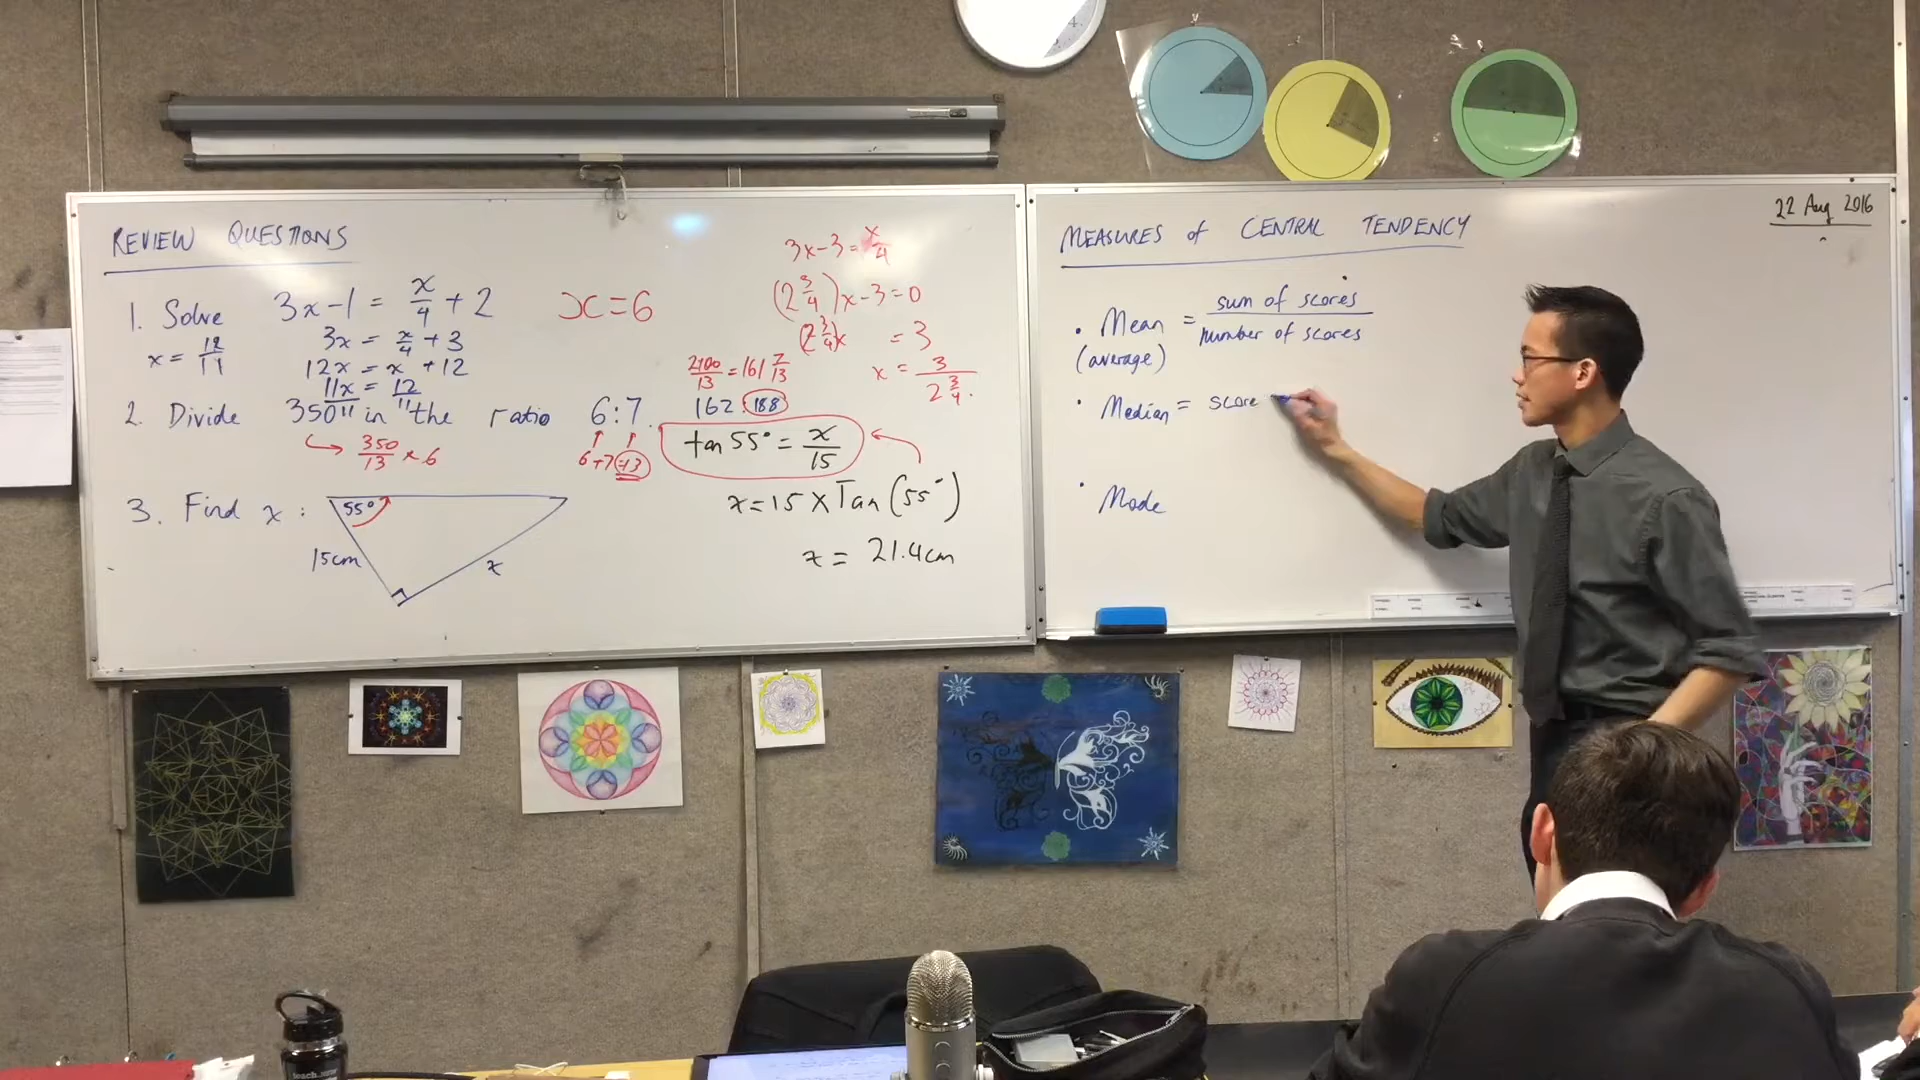 REVIEW QUESTIONS
1. Solve 3x-1 = x/4 + 2
x = 12/11
3x = x/4 + 3
12x = x + 12
11x/11 = 12/11
x=6
3x-3 = x/4
(2 3/4)x-3=0
(2 3/4)x = 3
x = 3/(2 3/4)
2. Divide 350 in the ratio 6:7.
350/13 × 6
6+7=13
2100/13 = 161 7/13
162:188
tan 55° = x/15
x=15 × Tan(55°)
x = 21.4cm
3. Find x :
55°
15cm
x
MEASURES of CENTRAL TENDENCY
22 Aug 2016
• Mean = sum of scores / number of scores
(average)
• Median = score
• Mode